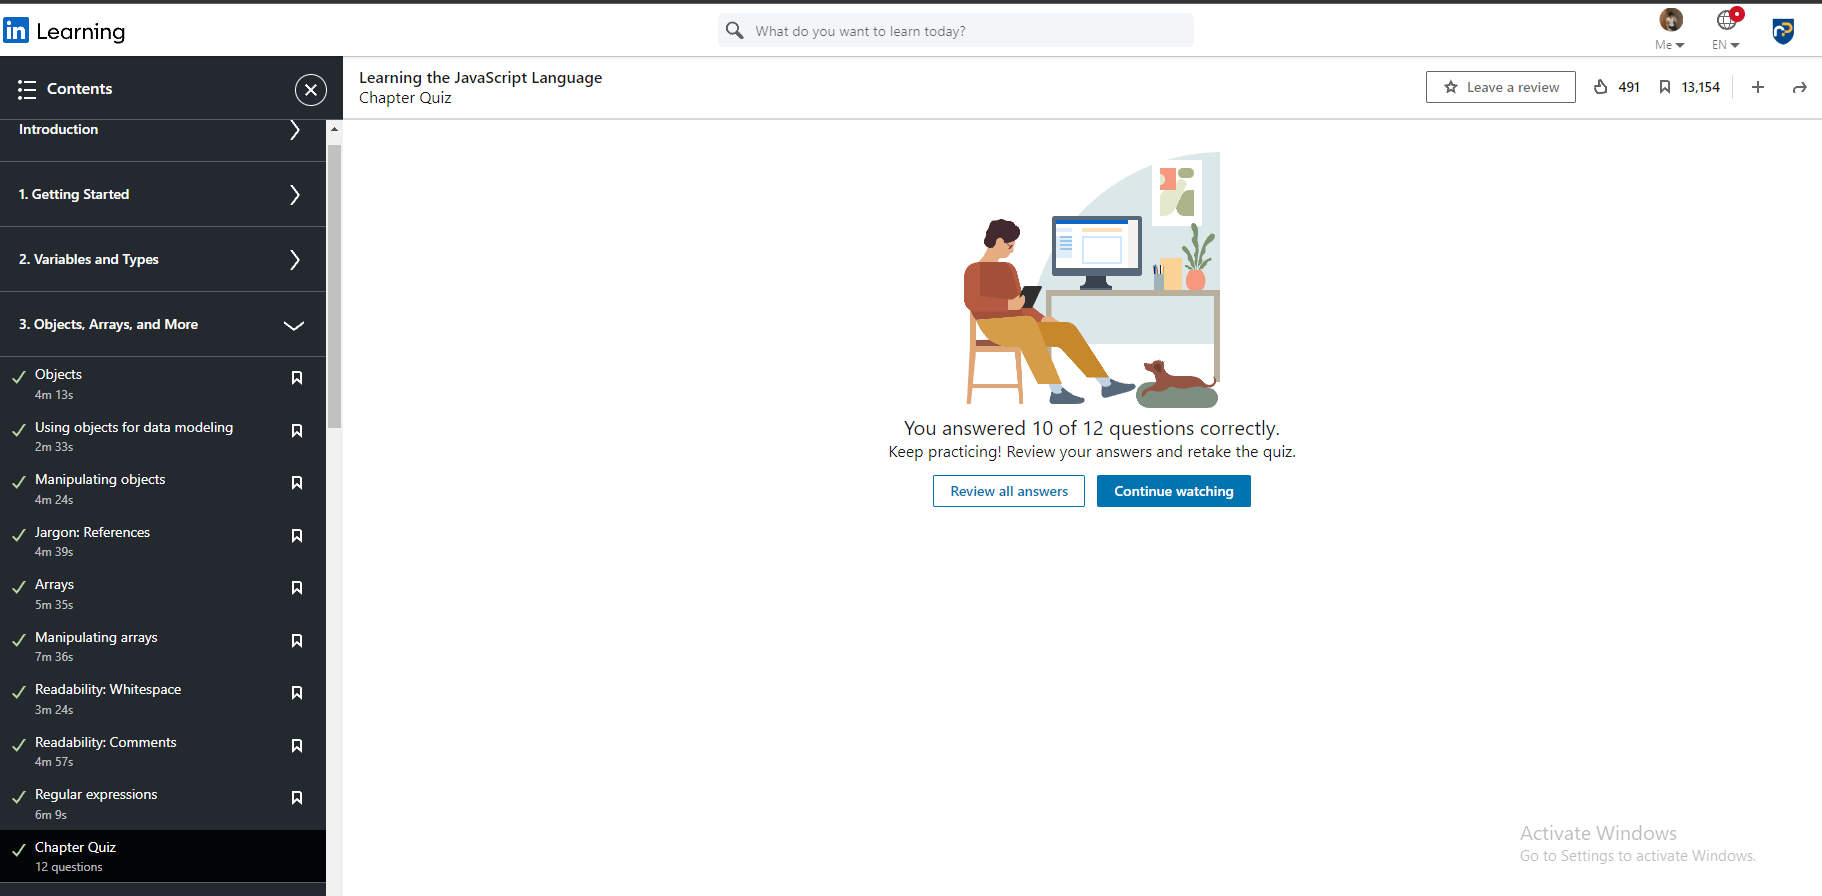 in Learning
What do you want to learn today?
Me
EN
Contents
Learning the JavaScript Language
Chapter Quiz
Leave a review
491
13,154
Introduction
1. Getting Started
2. Variables and Types
3. Objects, Arrays, and More
Objects
4m 13s
Using objects for data modeling
2m 33s
Manipulating objects
4m 24s
Jargon: References
4m 39s
Arrays
5m 35s
Manipulating arrays
7m 36s
Readability: Whitespace
3m 24s
Readability: Comments
4m 57s
Regular expressions
6m 9s
Chapter Quiz
12 questions
You answered 10 of 12 questions correctly.
Keep practicing! Review your answers and retake the quiz.
Review all answers
Continue watching
Activate Windows
Go to Settings to activate Windows.